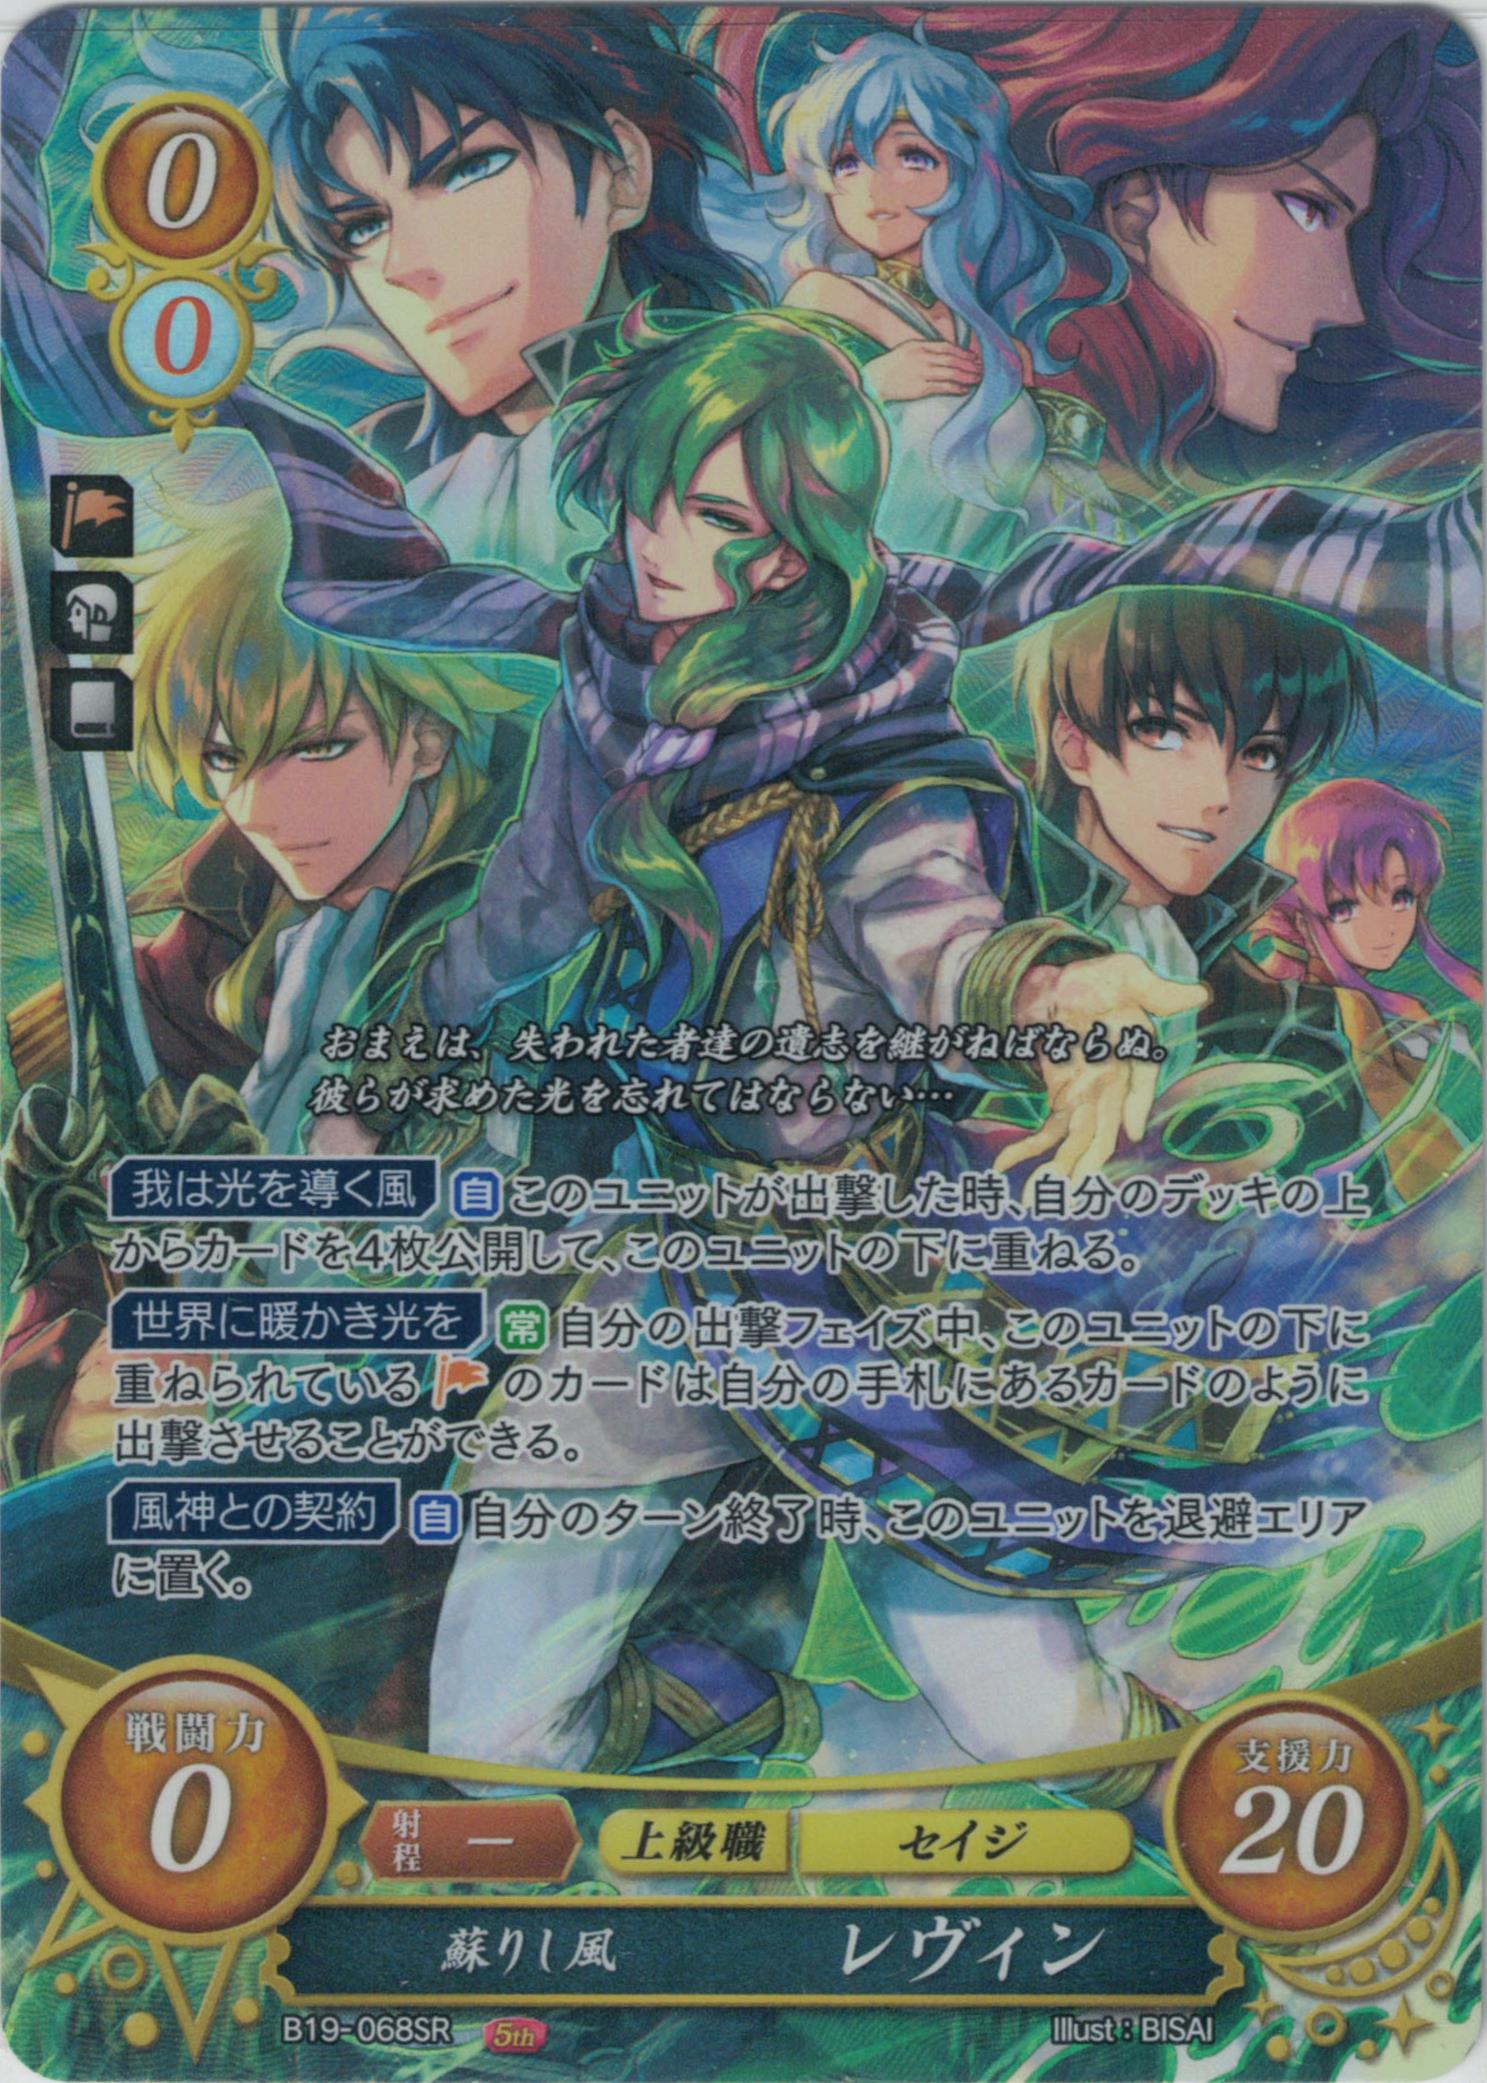 0
0
おまえは、失われた者達の遺志を継がねばならぬ。
彼らが求めた光を忘れてはならない…
我は光を導く風 自 このユニットが出撃した時、自分のデッキの上
からカードを4枚公開して、このユニットの下に重ねる。
世界に暖かき光を 常 自分の出撃フェイズ中、このユニットの下に
重ねられている のカードは自分の手札にあるカードのように
出撃させることができる。
風神との契約 自 自分のターン終了時、このユニットを退避エリア
に置く。
戦闘力
0
射程 —
上級職 セイジ
支援力
20
蘇りし風 レヴィン
B19-068SR 5th Illust : BISAI